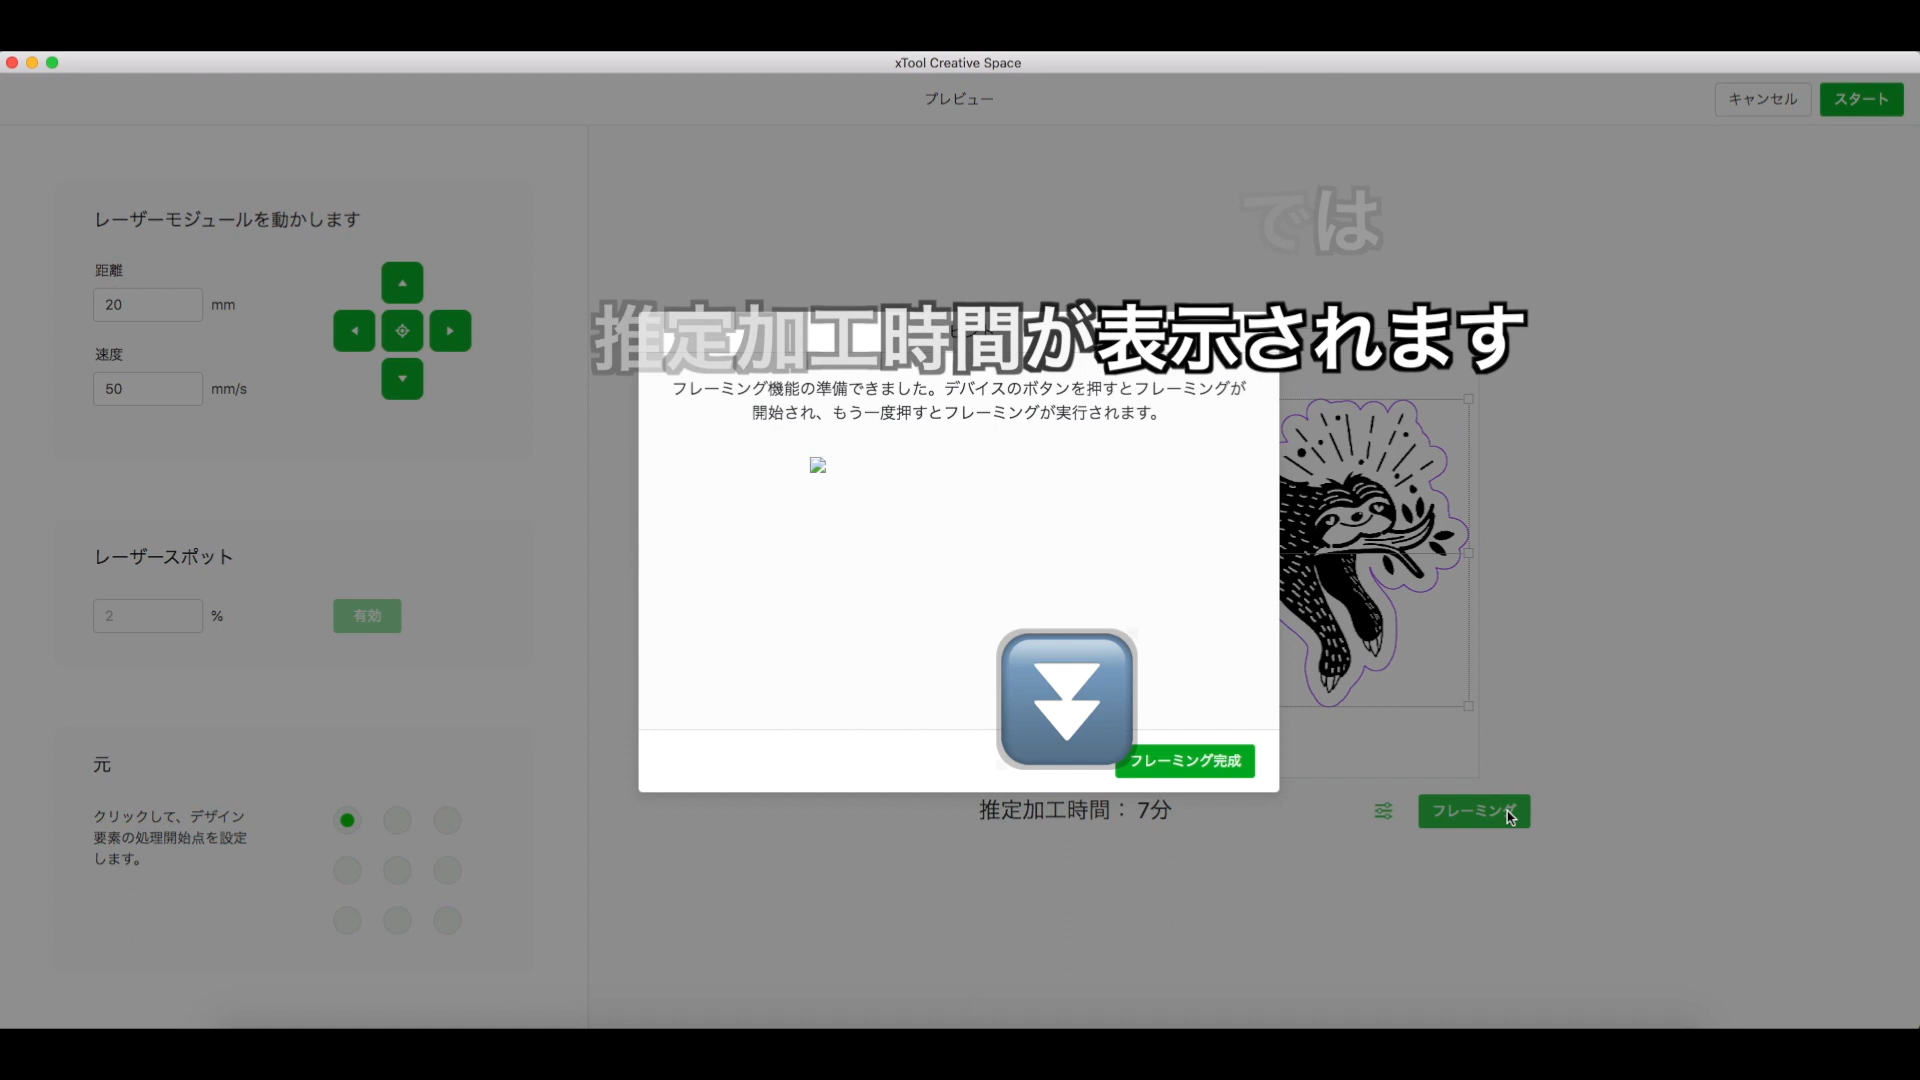 xTool Creative Space
プレビュー
キャンセル
スタート
レーザーモジュールを動かします
距離
20 mm
速度
50 mm/s
では
推定加工時間が表示されます
フレーミング機能の準備できました。デバイスのボタンを押すとフレーミングが
開始され、もう一度押すとフレーミングが実行されます。
レーザースポット
2 %
有効
フレーミング完成
元
クリックして、デザイン
要素の処理開始点を設定
します。
推定加工時間： 7分
フレーミング